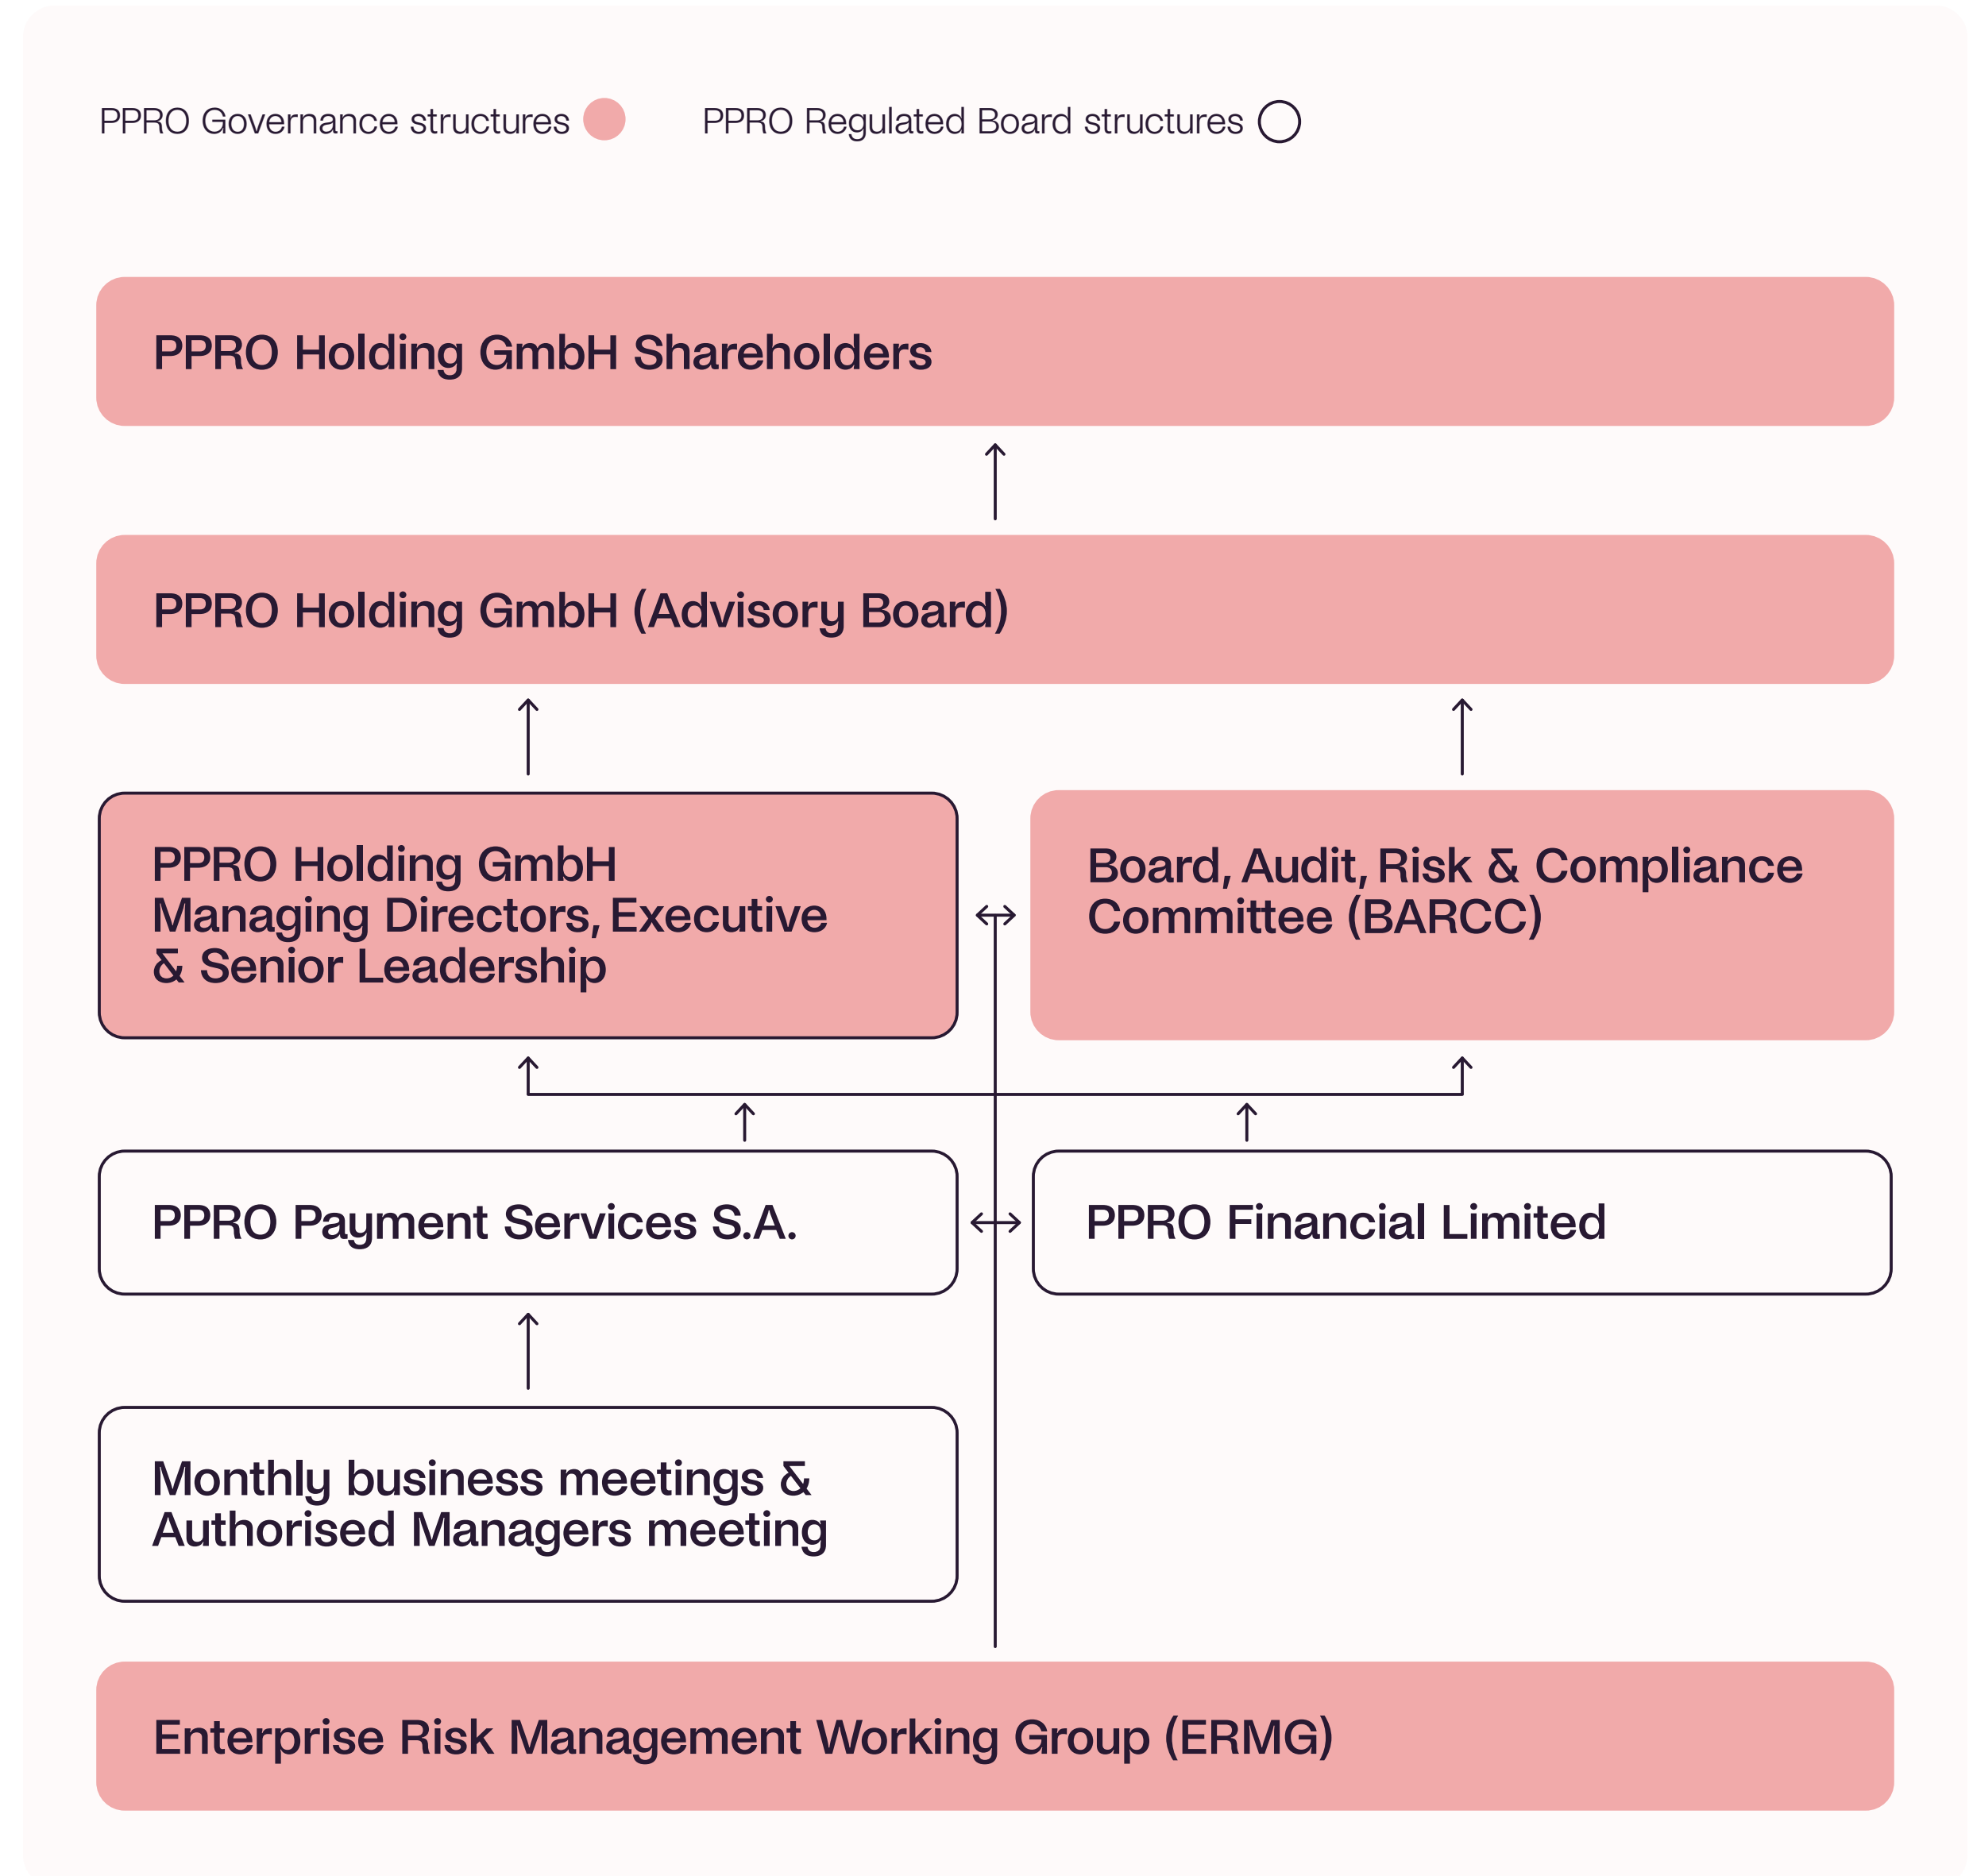 PPRO Governance structures
PPRO Regulated Board structures
PPRO Holding GmbH Shareholders
PPRO Holding GmbH (Advisory Board)
PPRO Holding GmbH
Managing Directors, Executive
& Senior Leadership
Board, Audit, Risk & Compliance
Committee (BARCC)
PPRO Payment Services S.A.
PPRO Financial Limited
Monthly business meetings &
Authorised Managers meeting
Enterprise Risk Management Working Group (ERMG)